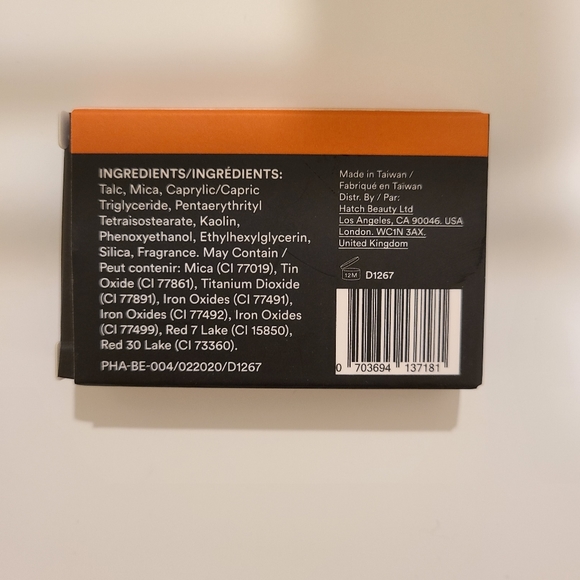 INGREDIENTS/INGRÉDIENTS:
Talc, Mica, Caprylic/Capric
Triglyceride, Pentaerythrityl
Tetraisostearate, Kaolin,
Phenoxyethanol, Ethylhexylglycerin,
Silica, Fragrance. May Contain /
Peut contenir: Mica (CI 77019), Tin
Oxide (CI 77861), Titanium Dioxide
(CI 77891), Iron Oxides (CI 77491),
Iron Oxides (CI 77492), Iron Oxides
(CI 77499), Red 7 Lake (CI 15850),
Red 30 Lake (CI 73360).
PHA-BE-004/022020/D1267
Made in Taiwan /
Fabriqué en Taiwan
Distr. By / Par:
Hatch Beauty Ltd
Los Angeles, CA 90046. USA
London. WC1N 3AX.
United Kingdom
12M D1267
0 703694 137181